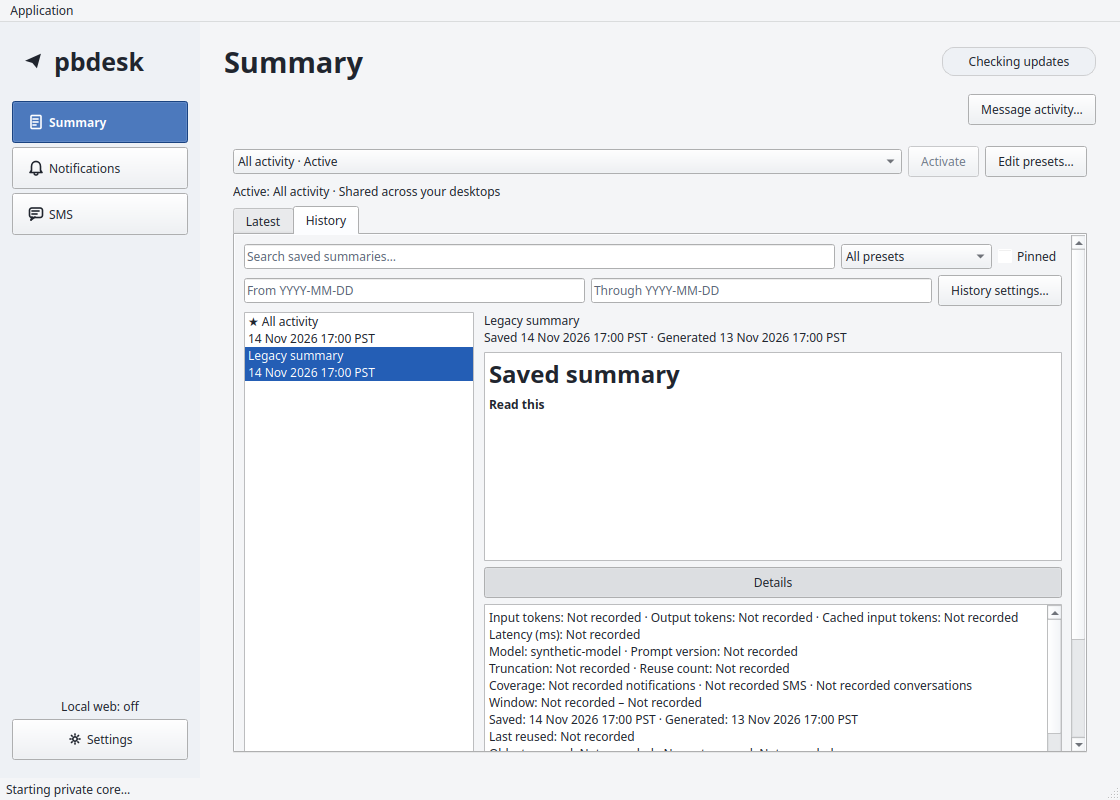 Application
pbdesk
Summary
Checking updates
Message activity...
Summary
Notifications
SMS
All activity · Active
Activate
Edit presets...
Active: All activity · Shared across your desktops
Latest
History
Search saved summaries...
All presets
Pinned
From YYYY-MM-DD
Through YYYY-MM-DD
History settings...
★ All activity
14 Nov 2026 17:00 PST
Legacy summary
14 Nov 2026 17:00 PST
Legacy summary
Saved 14 Nov 2026 17:00 PST · Generated 13 Nov 2026 17:00 PST
Saved summary
Read this
Details
Input tokens: Not recorded · Output tokens: Not recorded · Cached input tokens: Not recorded
Latency (ms): Not recorded
Model: synthetic-model · Prompt version: Not recorded
Truncation: Not recorded · Reuse count: Not recorded
Coverage: Not recorded notifications · Not recorded SMS · Not recorded conversations
Window: Not recorded – Not recorded
Saved: 14 Nov 2026 17:00 PST · Generated: 13 Nov 2026 17:00 PST
Last reused: Not recorded
Local web: off
Settings
Starting private core...